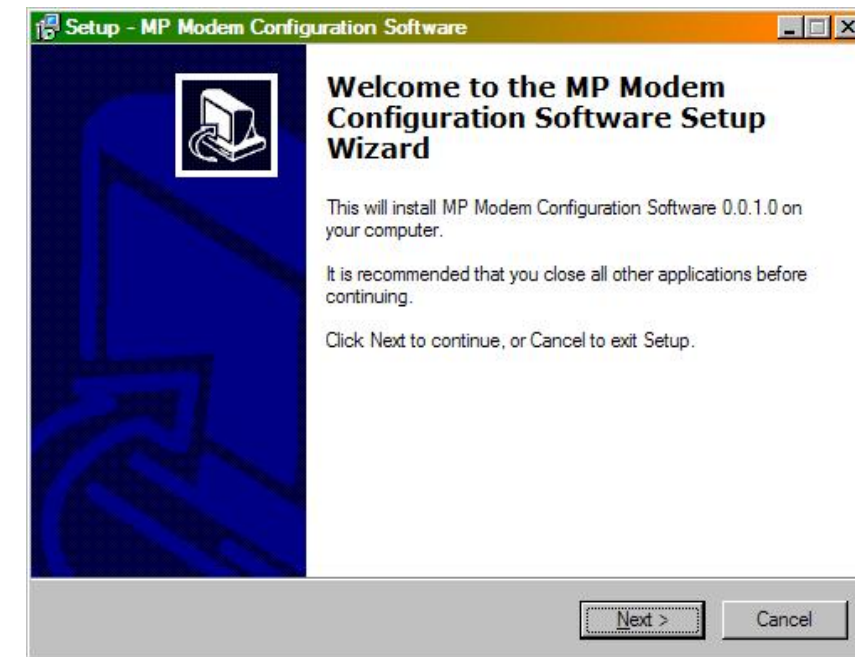 Setup - MP Modem Configuration Software
Welcome to the MP Modem
Configuration Software Setup
Wizard
This will install MP Modem Configuration Software 0.0.1.0 on
your computer.
It is recommended that you close all other applications before
continuing.
Click Next to continue, or Cancel to exit Setup.
Next > Cancel